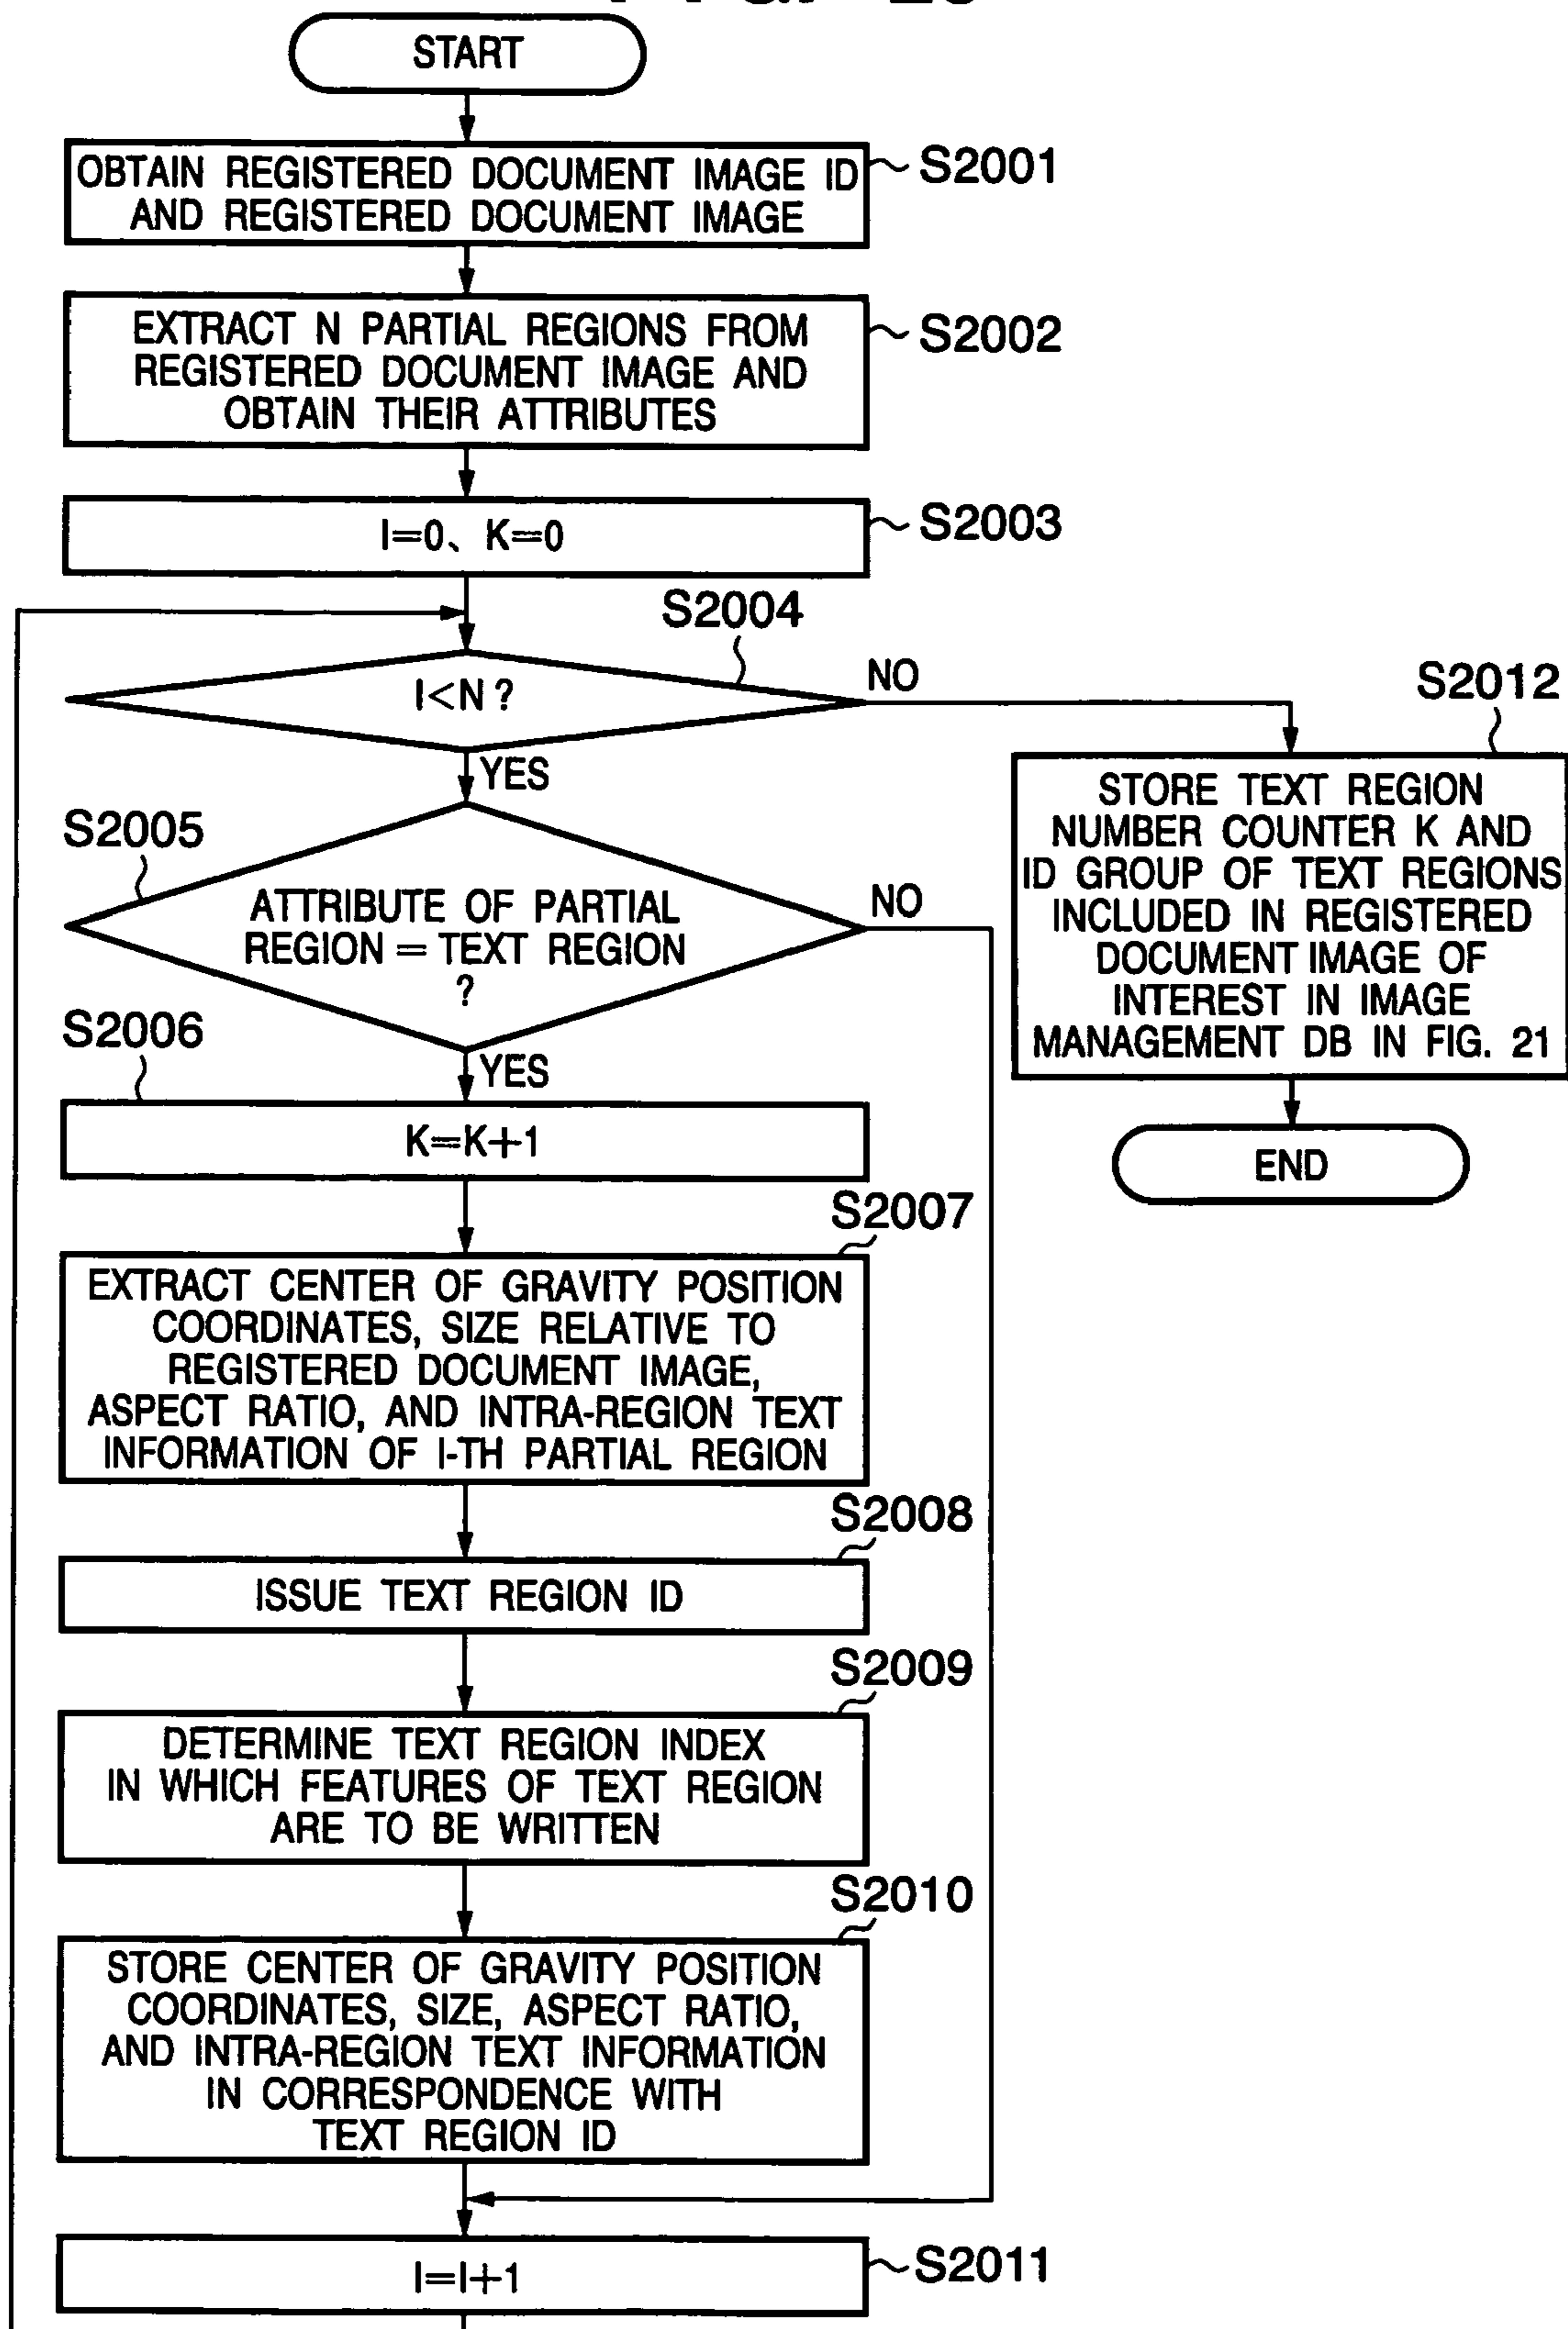 START
OBTAIN REGISTERED DOCUMENT IMAGE ID
AND REGISTERED DOCUMENT IMAGE
S2001
EXTRACT N PARTIAL REGIONS FROM
REGISTERED DOCUMENT IMAGE AND
OBTAIN THEIR ATTRIBUTES
S2002
I=0、K=0
S2003
S2004
I<N ?
NO
YES
S2012
STORE TEXT REGION
NUMBER COUNTER K AND
ID GROUP OF TEXT REGIONS
INCLUDED IN REGISTERED
DOCUMENT IMAGE OF
INTEREST IN IMAGE
MANAGEMENT DB IN FIG. 21
END
S2005
ATTRIBUTE OF PARTIAL
REGION = TEXT REGION
?
NO
YES
S2006
K=K+1
S2007
EXTRACT CENTER OF GRAVITY POSITION
COORDINATES, SIZE RELATIVE TO
REGISTERED DOCUMENT IMAGE,
ASPECT RATIO, AND INTRA-REGION TEXT
INFORMATION OF I-TH PARTIAL REGION
S2008
ISSUE TEXT REGION ID
S2009
DETERMINE TEXT REGION INDEX
IN WHICH FEATURES OF TEXT REGION
ARE TO BE WRITTEN
S2010
STORE CENTER OF GRAVITY POSITION
COORDINATES, SIZE, ASPECT RATIO,
AND INTRA-REGION TEXT INFORMATION
IN CORRESPONDENCE WITH
TEXT REGION ID
I=I+1
S2011